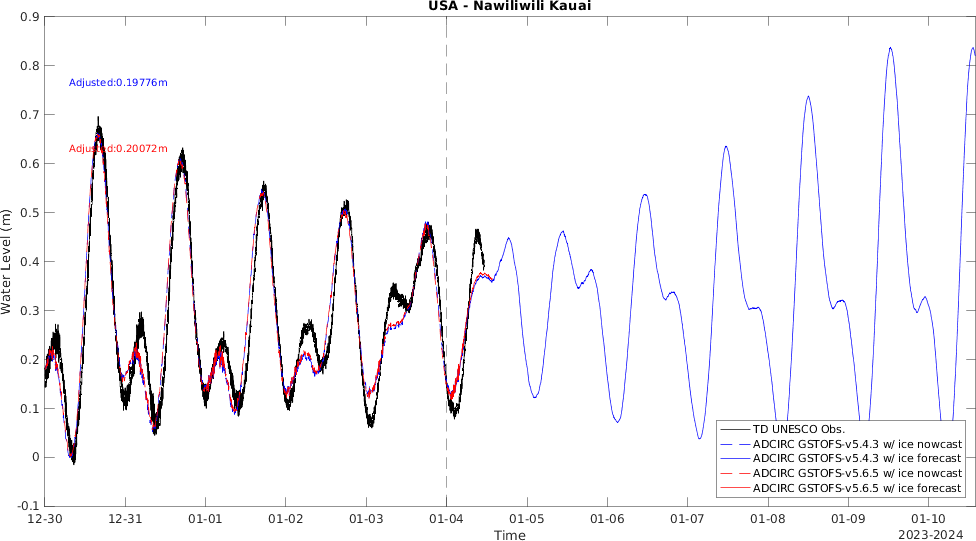 USA - Nawiliwili Kauai
0.9
0.8
0.7
0.6
0.5
0.4
0.3
0.2
0.1
0
-0.1
Water Level (m)
Adjusted:0.19776m
Adjusted:0.20072m
TD UNESCO Obs.
ADCIRC GSTOFS-v5.4.3 w/ ice nowcast
ADCIRC GSTOFS-v5.4.3 w/ ice forecast
ADCIRC GSTOFS-v5.6.5 w/ ice nowcast
ADCIRC GSTOFS-v5.6.5 w/ ice forecast
12-30 12-31 01-01 01-02 01-03 01-04 01-05 01-06 01-07 01-08 01-09 01-10
Time
2023-2024